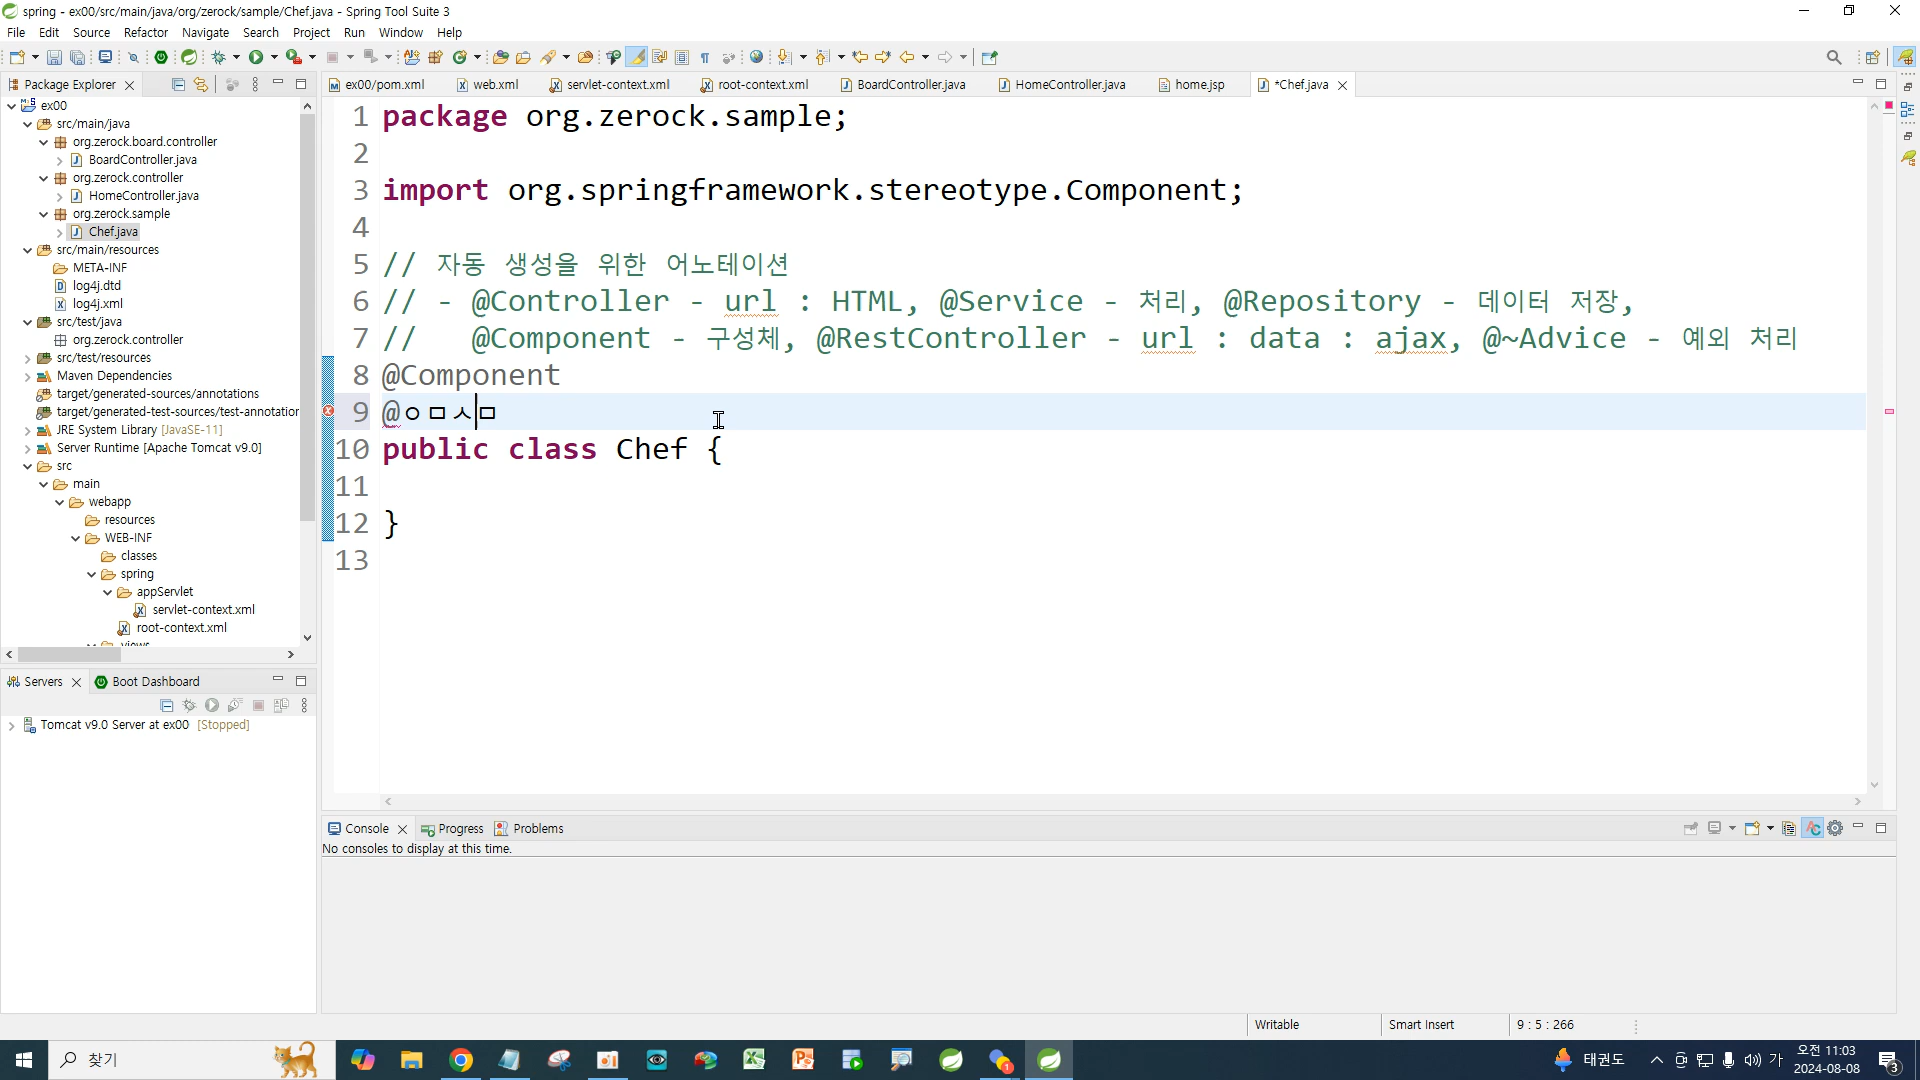 spring - ex00/src/main/java/org/zerock/sample/Chef.java - Spring Tool Suite 3
File Edit Source Refactor Navigate Search Project Run Window Help
Package Explorer
ex00/pom.xml web.xml servlet-context.xml root-context.xml BoardController.java HomeController.java home.jsp *Chef.java
ex00
src/main/java
org.zerock.board.controller
BoardController.java
org.zerock.controller
HomeController.java
org.zerock.sample
Chef.java
src/main/resources
META-INF
log4j.dtd
log4j.xml
src/test/java
org.zerock.controller
src/test/resources
Maven Dependencies
target/generated-sources/annotations
target/generated-test-sources/test-annotation
JRE System Library [JavaSE-11]
Server Runtime [Apache Tomcat v9.0]
src
main
webapp
resources
WEB-INF
classes
spring
appServlet
servlet-context.xml
root-context.xml
views
1 package org.zerock.sample;
2
3 import org.springframework.stereotype.Component;
4
5 // 자동 생성을 위한 어노테이션
6 // - @Controller - url : HTML, @Service - 처리, @Repository - 데이터 저장,
7 //   @Component - 구성체, @RestController - url : data : ajax, @~Advice - 예외 처리
8 @Component
9 @ㅇㅁㅅㅁ
10 public class Chef {
11
12 }
13
Servers Boot Dashboard
Tomcat v9.0 Server at ex00 [Stopped]
Console Progress Problems
No consoles to display at this time.
Writable Smart Insert 9 : 5 : 266
찾기
태권도
가
오전 11:03
2024-08-08
3